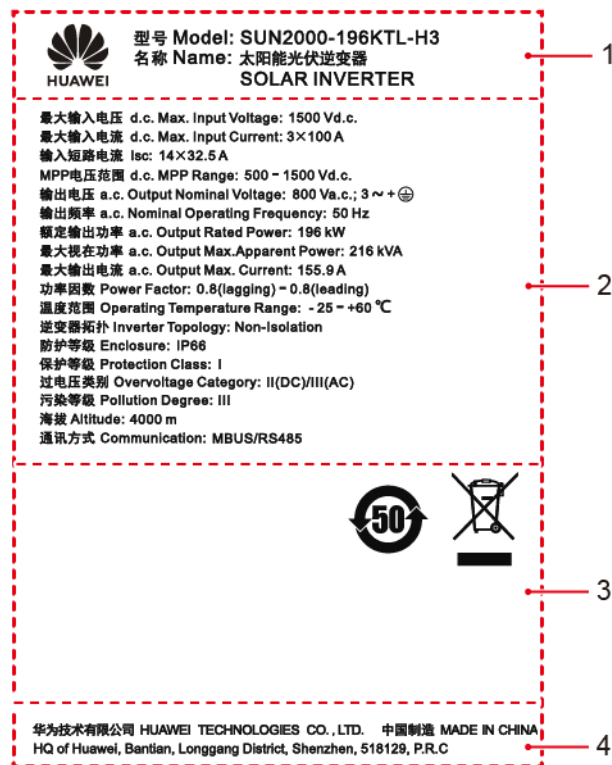 HUAWEI
型号 Model: SUN2000-196KTL-H3
名称 Name: 太阳能光伏逆变器
SOLAR INVERTER
1
最大输入电压 d.c. Max. Input Voltage: 1500 Vd.c.
最大输入电流 d.c. Max. Input Current: 3×100 A
输入短路电流 Isc: 14×32.5 A
MPP电压范围 d.c. MPP Range: 500 - 1500 Vd.c.
输出电压 a.c. Output Nominal Voltage: 800 Va.c.; 3 ~ + ⏚
输出频率 a.c. Nominal Operating Frequency: 50 Hz
额定输出功率 a.c. Output Rated Power: 196 kW
最大视在功率 a.c. Output Max.Apparent Power: 216 kVA
最大输出电流 a.c. Output Max. Current: 155.9 A
功率因数 Power Factor: 0.8(lagging) - 0.8(leading)
温度范围 Operating Temperature Range: - 25 - +60 ℃
逆变器拓扑 Inverter Topology: Non-Isolation
防护等级 Enclosure: IP66
保护等级 Protection Class: I
过电压类别 Overvoltage Category: II(DC)/III(AC)
污染等级 Pollution Degree: III
海拔 Altitude: 4000 m
通讯方式 Communication: MBUS/RS485
2
50
3
华为技术有限公司 HUAWEI TECHNOLOGIES CO., LTD. 中国制造 MADE IN CHINA
HQ of Huawei, Bantian, Longgang District, Shenzhen, 518129, P.R.C
4